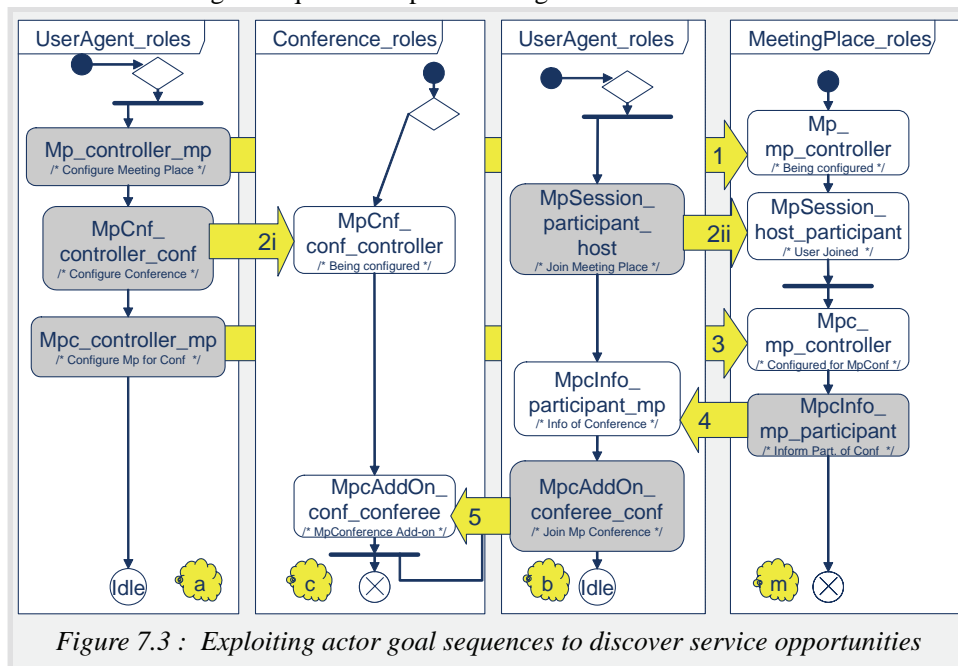 UserAgent_roles
Mp_controller_mp
/* Configure Meeting Place */
MpCnf_
controller_conf
/* Configure Conference */
Mpc_controller_mp
/* Configure Mp for Conf */
Idle
a
Conference_roles
2i
MpCnf_
conf_controller
/* Being configured */
MpcAddOn_
conf_conferee
/* MpConference Add-on */
5
c
UserAgent_roles
MpSession_
participant_
host
/* Join Meeting Place */
MpcInfo_
participant_mp
/* Info of Conference */
MpcAddOn_
conferee_conf
/* Join Mp Conference */
b
Idle
MeetingPlace_roles
1
Mp_
mp_controller
/* Being configured */
2ii
MpSession_
host_participant
/* User Joined */
3
Mpc_
mp_controller
/* Configured for MpConf */
4
MpcInfo_
mp_participant
/* Inform Part. of Conf */
m
Figure 7.3 : Exploiting actor goal sequences to discover service opportunities